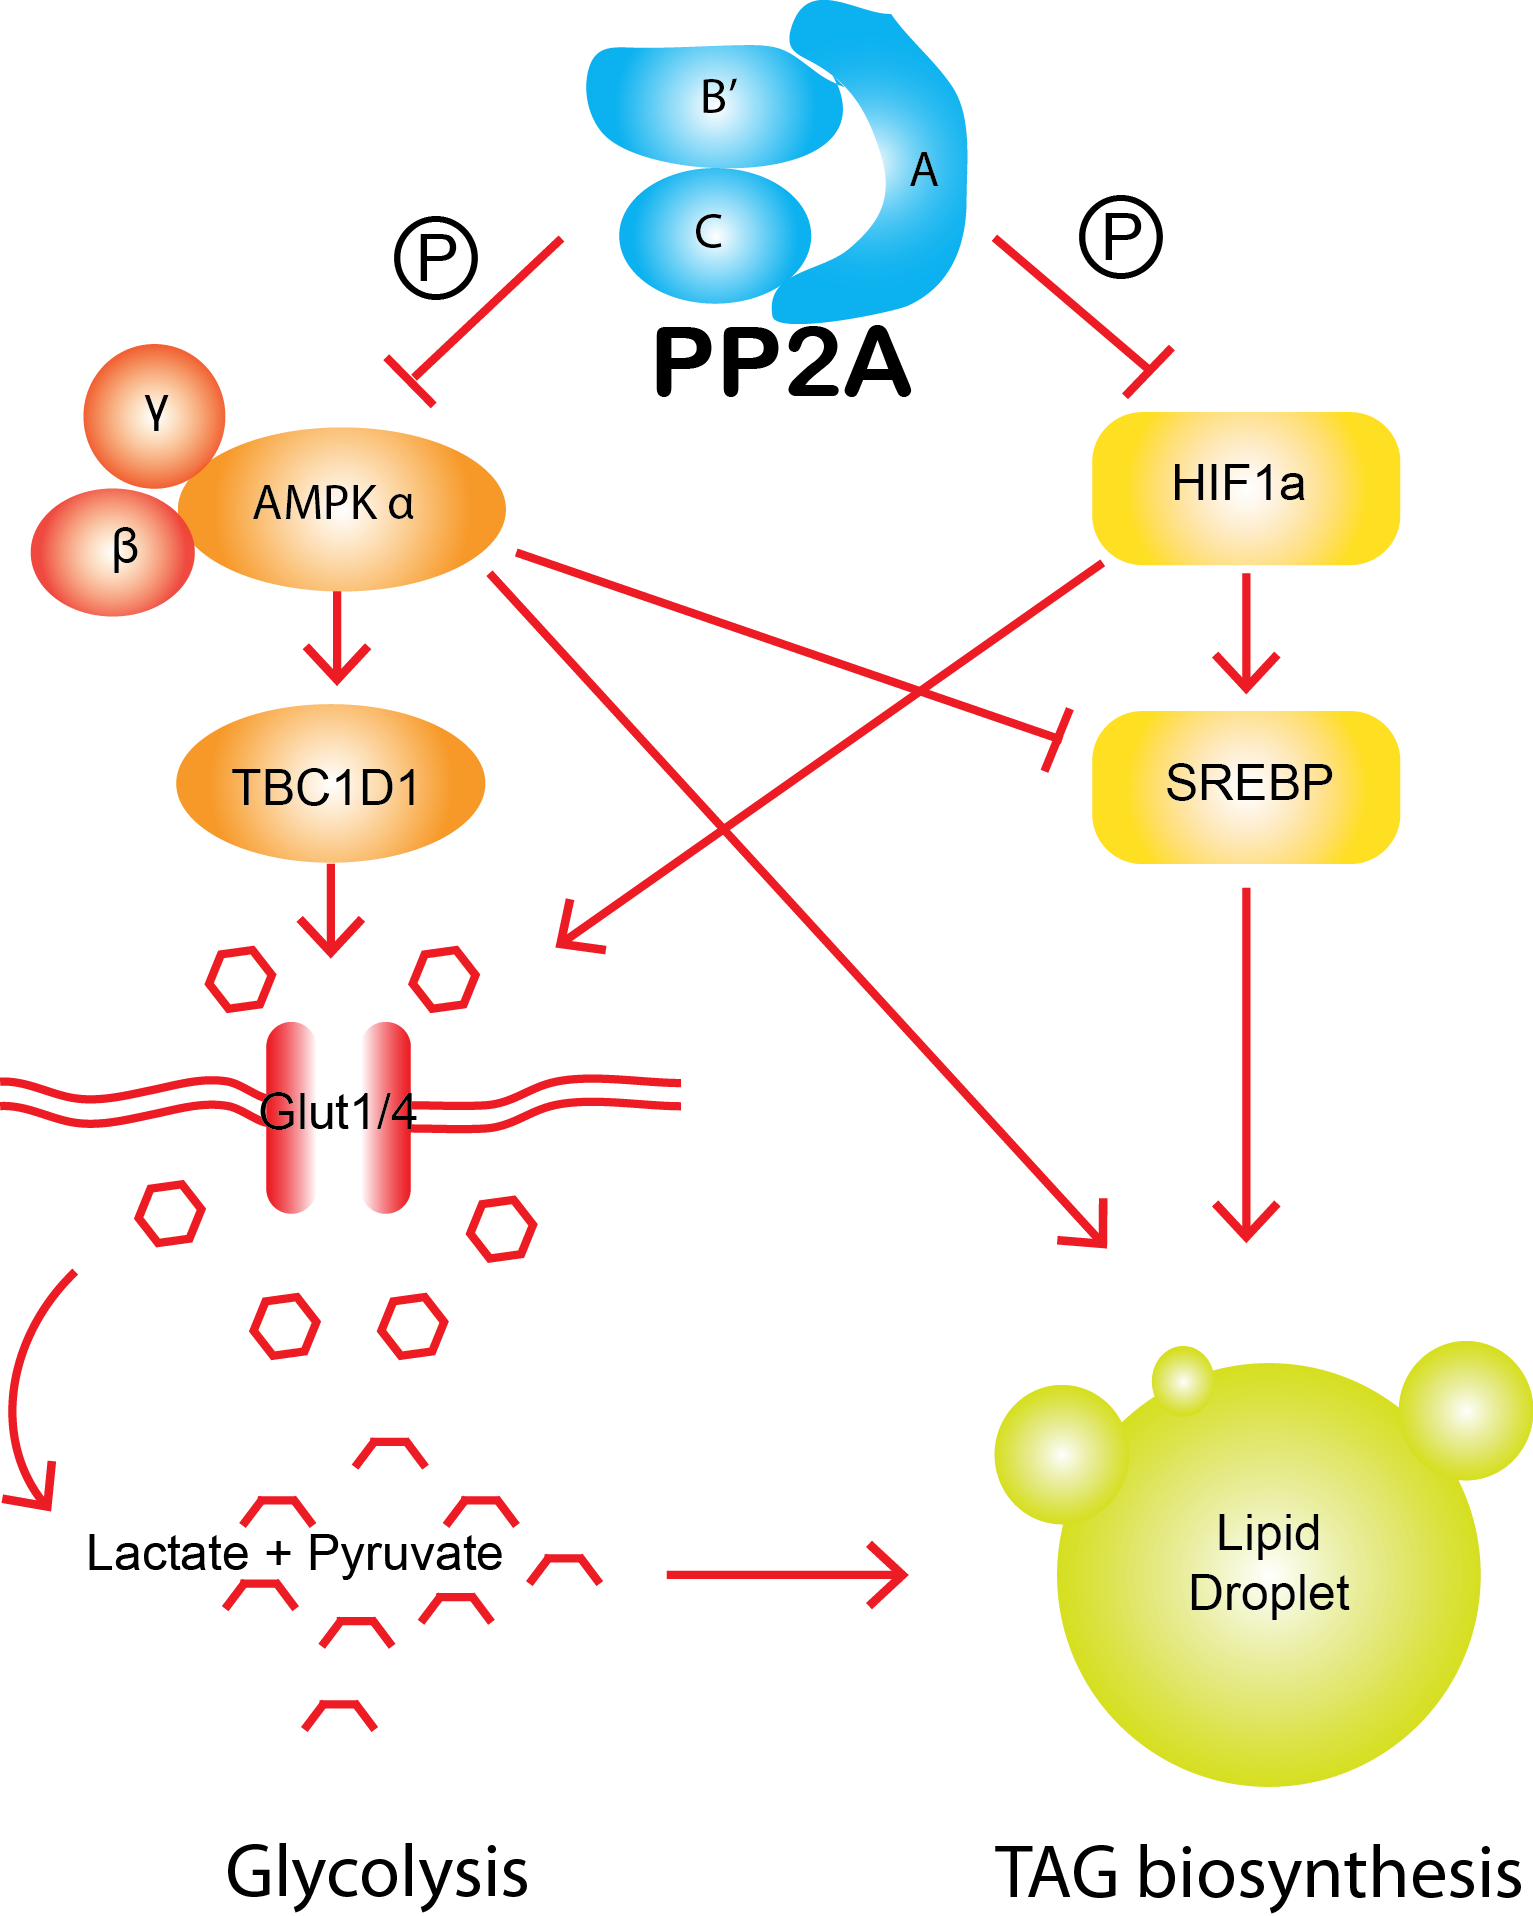 B’
A
C
P
P
PP2A
γ
AMPK α
β
HIF1a
TBC1D1
SREBP
Glut1/4
Lactate + Pyruvate
Lipid
Droplet
Glycolysis
TAG biosynthesis